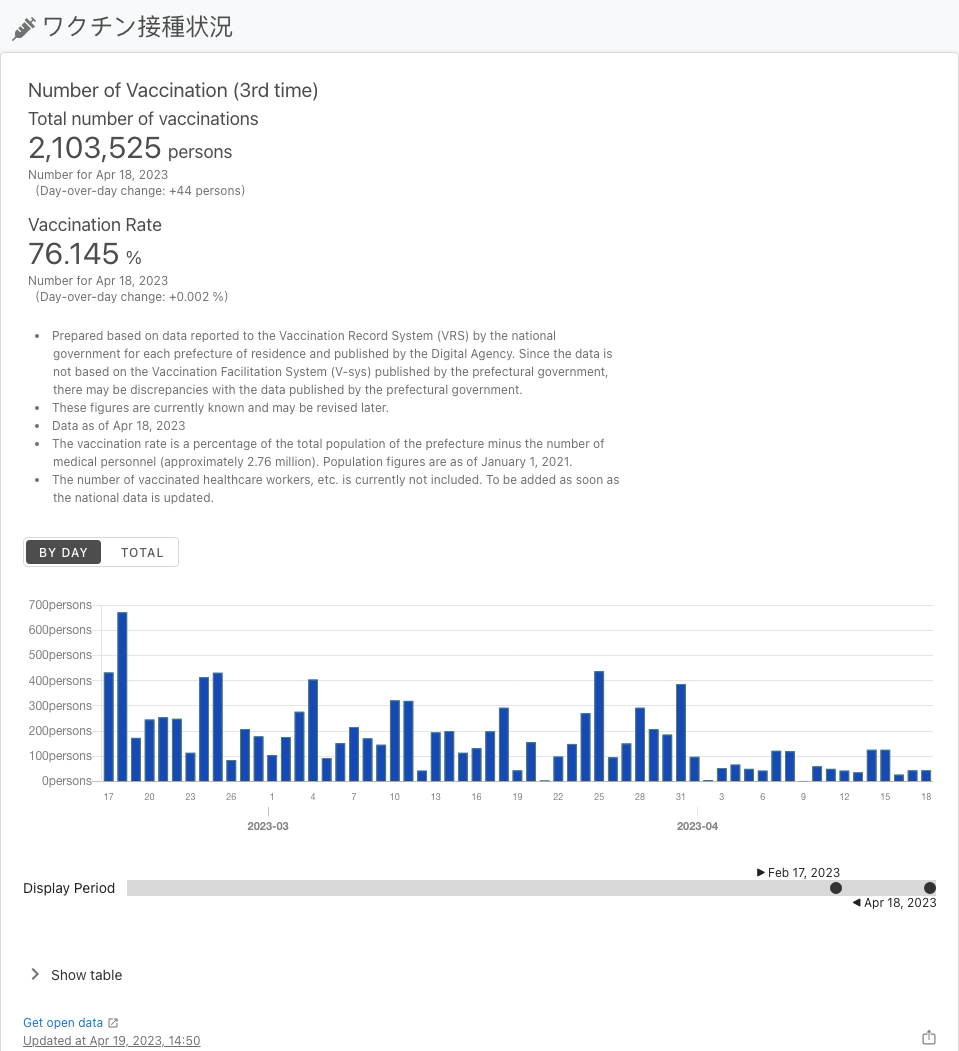 ワクチン接種状況
Number of Vaccination (3rd time)
Total number of vaccinations
2,103,525 persons
Number for Apr 18, 2023
(Day-over-day change: +44 persons)
Vaccination Rate
76.145 %
Number for Apr 18, 2023
(Day-over-day change: +0.002 %)
• Prepared based on data reported to the Vaccination Record System (VRS) by the national
government for each prefecture of residence and published by the Digital Agency. Since the data is
not based on the Vaccination Facilitation System (V-sys) published by the prefectural government,
there may be discrepancies with the data published by the prefectural government.
• These figures are currently known and may be revised later.
• Data as of Apr 18, 2023
• The vaccination rate is a percentage of the total population of the prefecture minus the number of
medical personnel (approximately 2.76 million). Population figures are as of January 1, 2021.
• The number of vaccinated healthcare workers, etc. is currently not included. To be added as soon as
the national data is updated.
BY DAY TOTAL
700persons
600persons
500persons
400persons
300persons
200persons
100persons
0persons
17 20 23 26 1 4 7 10 13 16 19 22 25 28 31 3 6 9 12 15 18
2023-03 2023-04
Feb 17, 2023
Display Period
Apr 18, 2023
Show table
Get open data
Updated at Apr 19, 2023, 14:50